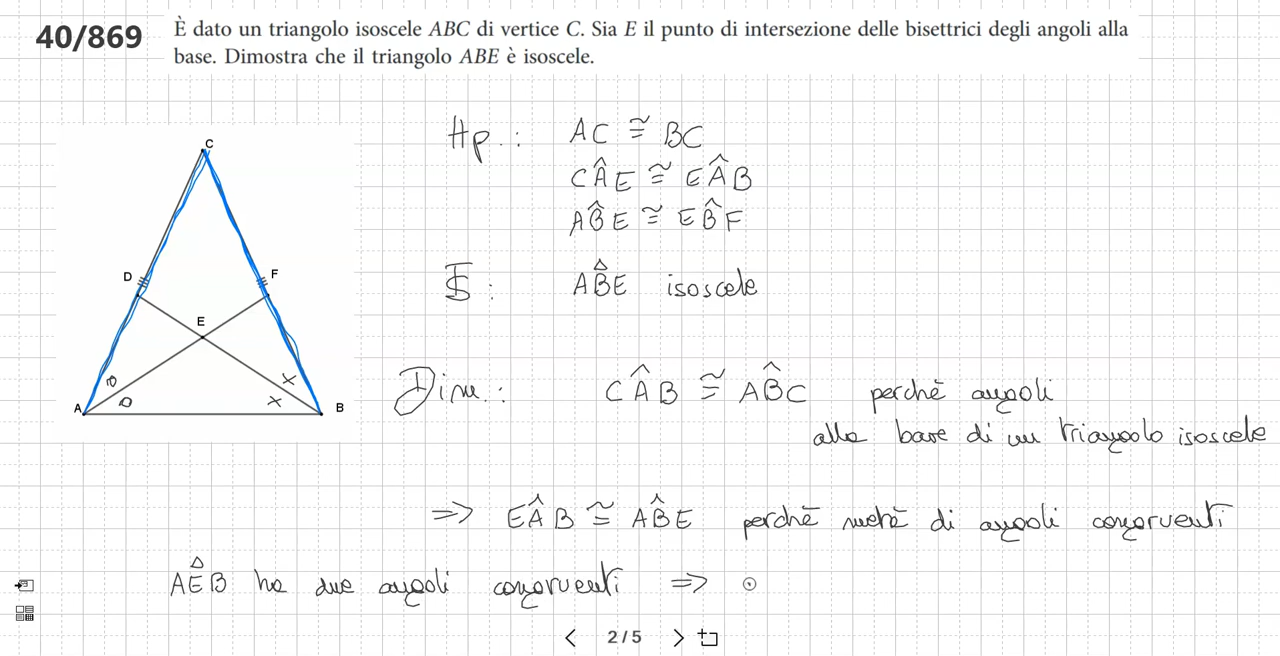 40/869
È dato un triangolo isoscele ABC di vertice C. Sia E il punto di intersezione delle bisettrici degli angoli alla
base. Dimostra che il triangolo ABE è isoscele.
C
D
F
E
A
B
Hp.: AC ≅ BC
CÂE ≅ EÂB
AB̂E ≅ EB̂F
TS: AB̂E isoscele
Dim.: CÂB ≅ AB̂C perchè angoli
alla base di un triangolo isoscele
=> EÂB ≅ AB̂E perchè metà di angoli congruenti
AÊB ha due angoli congruenti =>
2/5